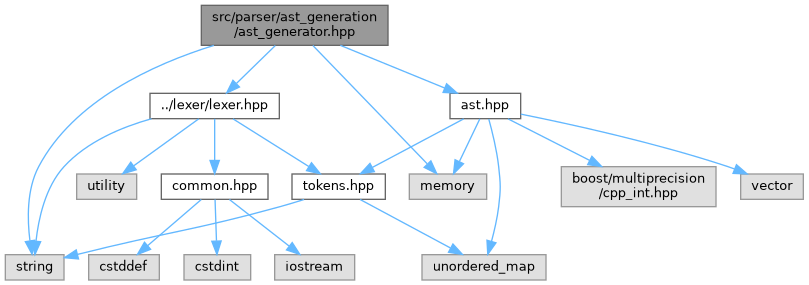 src/parser/ast_generation
/ast_generator.hpp
../lexer/lexer.hpp
ast.hpp
utility
common.hpp
tokens.hpp
memory
boost/multiprecision
/cpp_int.hpp
vector
string
cstddef
cstdint
iostream
unordered_map